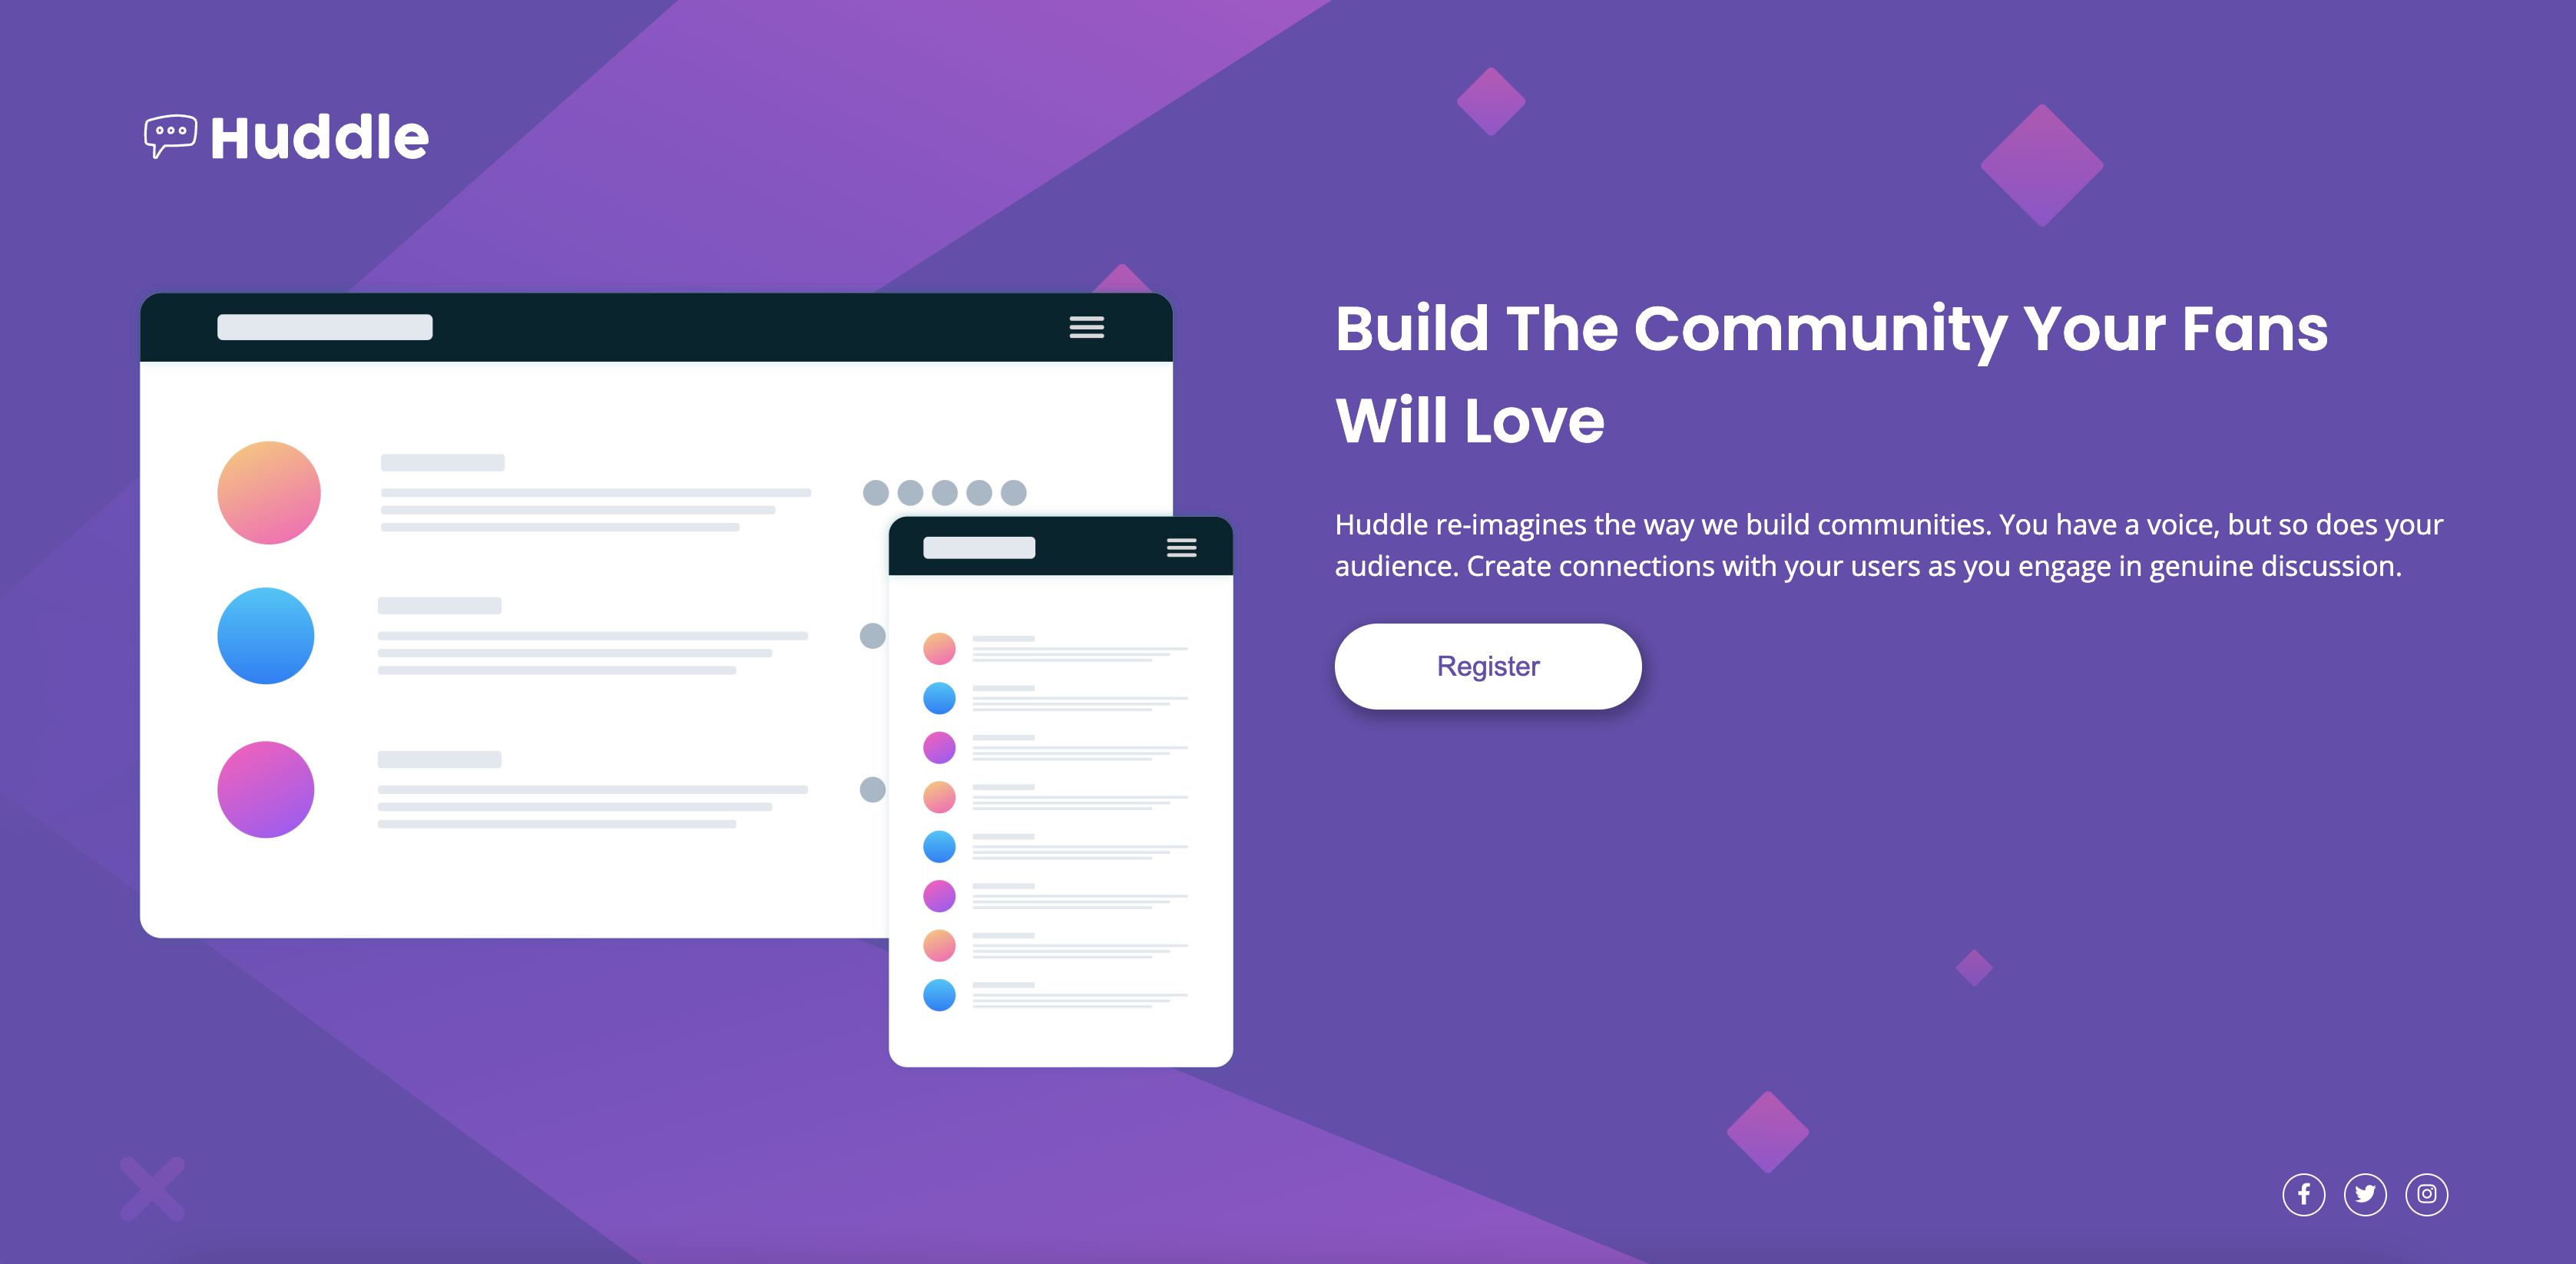 Huddle
Build The Community Your Fans
Will Love
Huddle re-imagines the way we build communities. You have a voice, but so does your
audience. Create connections with your users as you engage in genuine discussion.
Register